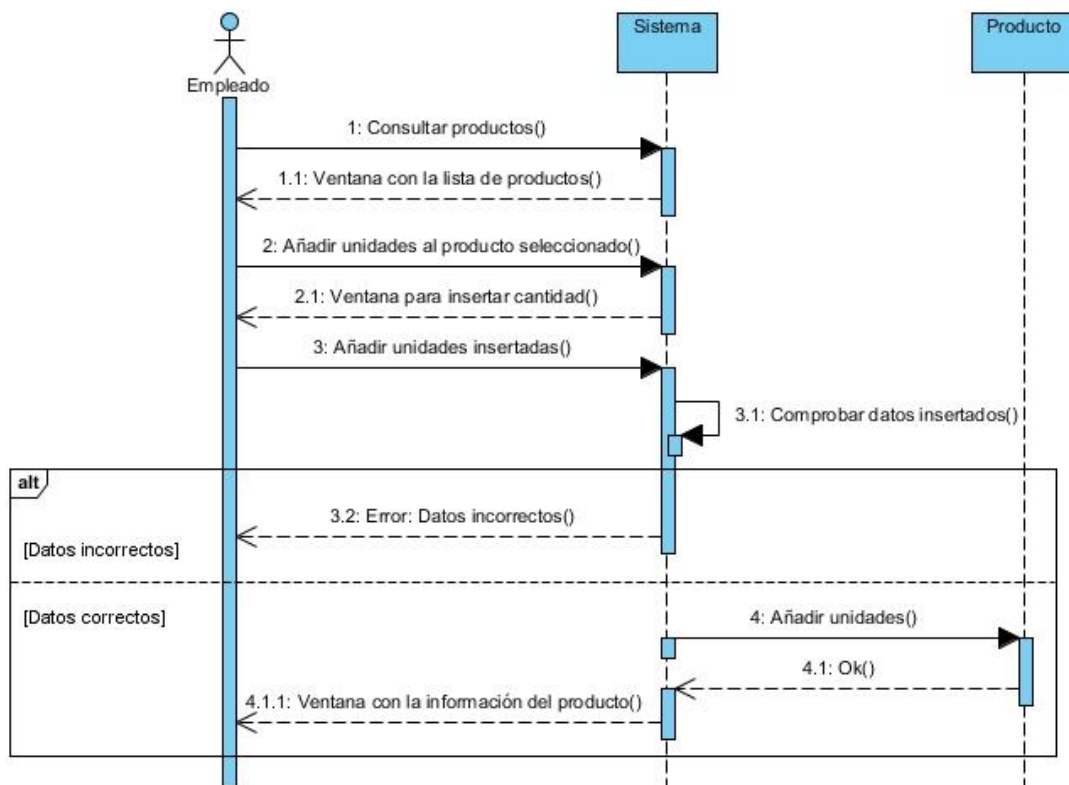 Sistema
Producto
Empleado
1: Consultar productos()
1.1: Ventana con la lista de productos()
2: Añadir unidades al producto seleccionado()
2.1: Ventana para insertar cantidad()
3: Añadir unidades insertadas()
3.1: Comprobar datos insertados()
alt
3.2: Error: Datos incorrectos()
[Datos incorrectos]
[Datos correctos]
4: Añadir unidades()
4.1: Ok()
4.1.1: Ventana con la información del producto()